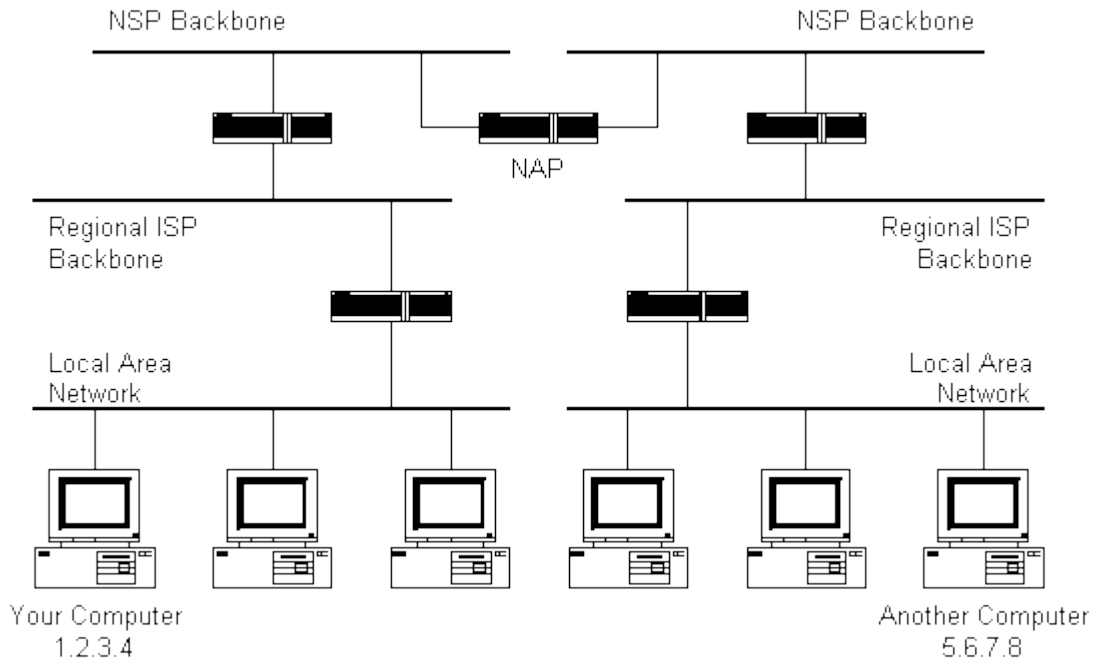 NSP Backbone
NSP Backbone
NAP
Regional ISP
Backbone
Regional ISP
Backbone
Local Area
Network
Local Area
Network
Your Computer
1.2.3.4
Another Computer
5.6.7.8